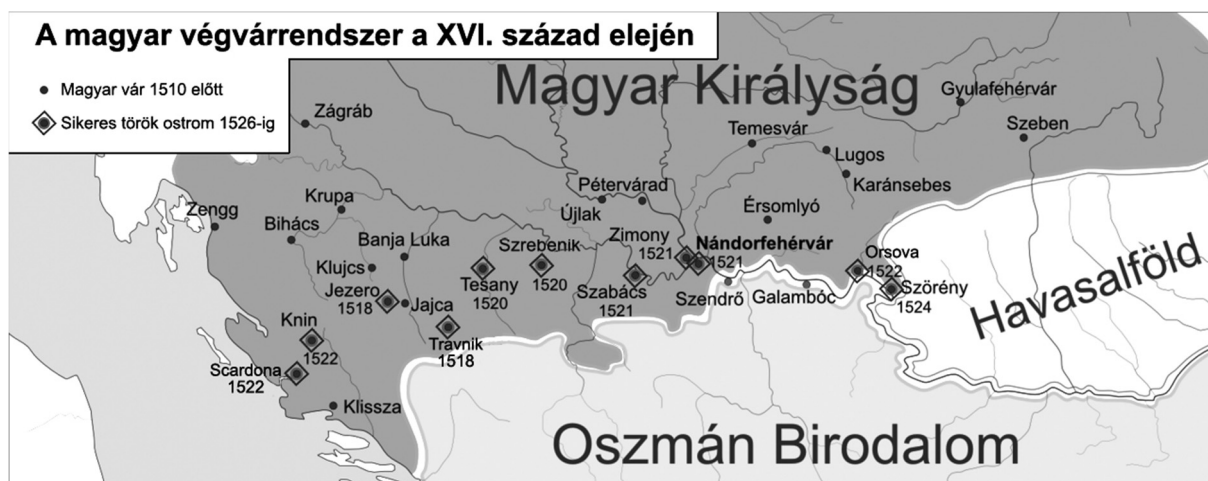 A magyar végvárrendszer a XVI. század elején
Magyar vár 1510 előtt
Sikeres török ostrom 1526-ig
Magyar Királyság
Gyulafehérvár
Zágráb
Szeben
Temesvár
Lugos
Karánsebes
Pétervárad
Krupa
Zengg
Újlak
Érsomlyó
Bihács
Zimony
1521
Nándorfehérvár
1521
Banja Luka
Szrebenik
1520
Orsova
1522
Klujcs
Jezero
1518
Tešany
1520
Szabács
1521
Szendrő
Galambóc
Szörény
1524
Jajca
Havasalföld
Knin
1522
Travnik
1518
Scardona
1522
Klissza
Oszmán Birodalom